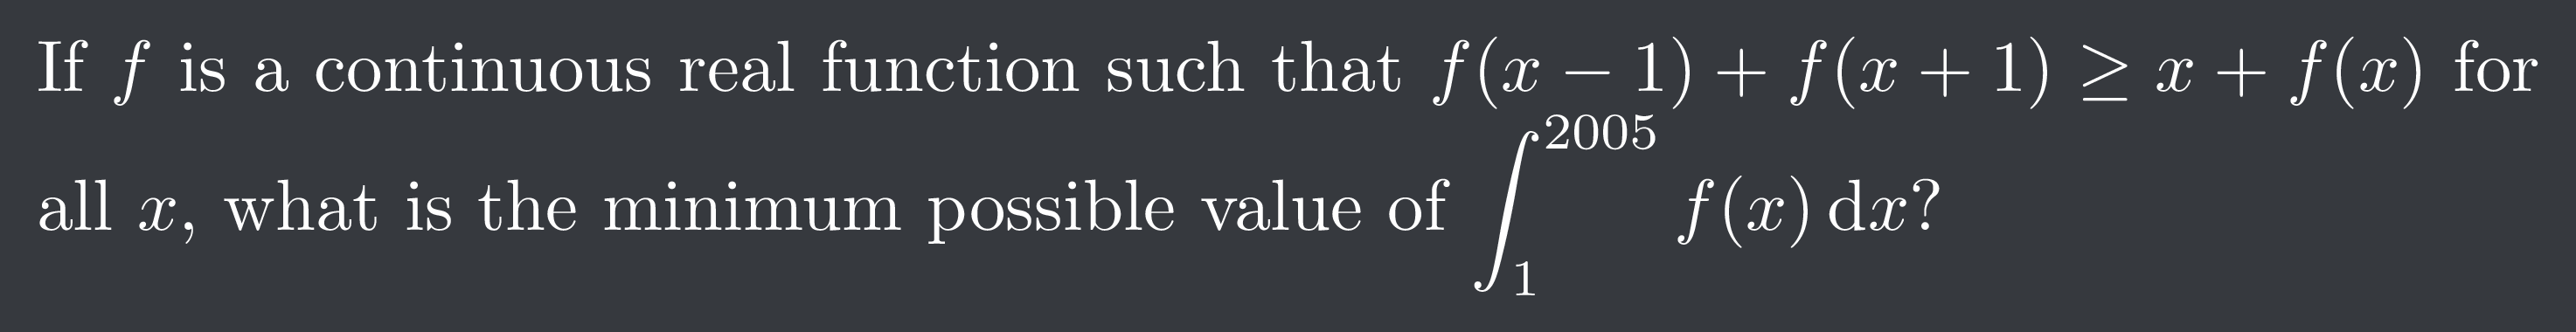 If f is a continuous real function such that f(x − 1) + f(x + 1) ≥ x + f(x) for
all x, what is the minimum possible value of ∫_1^{2005} f(x) dx?